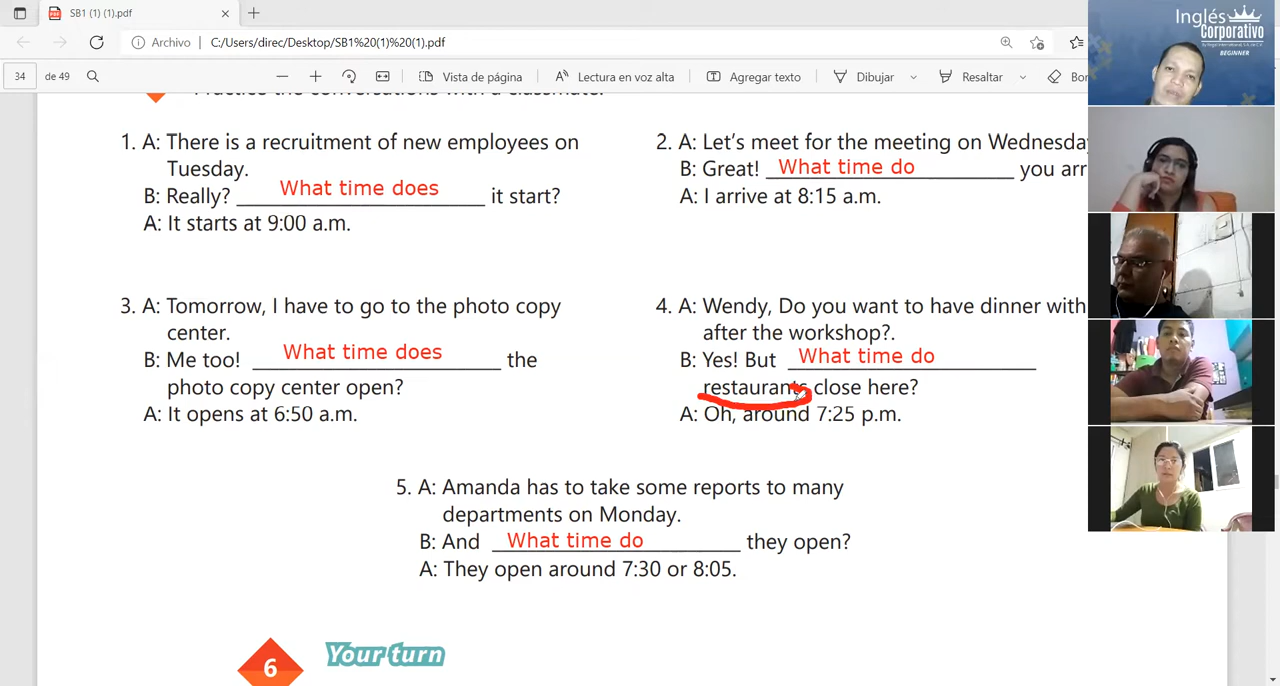 SB1 (1) (1).pdf
Archivo
C:/Users/direc/Desktop/SB1%20(1)%20(1).pdf
34
de 49
Vista de página
Lectura en voz alta
Agregar texto
Dibujar
Resaltar
Bor
Inglés
Corporativo
BEGINNER
Practice the conversations with a classmate.
1. A: There is a recruitment of new employees on
Tuesday.
B: Really? What time does it start?
A: It starts at 9:00 a.m.
2. A: Let's meet for the meeting on Wednesday
B: Great! What time do you arr
A: I arrive at 8:15 a.m.
3. A: Tomorrow, I have to go to the photo copy
center.
B: Me too! What time does the
photo copy center open?
A: It opens at 6:50 a.m.
4. A: Wendy, Do you want to have dinner with
after the workshop?.
B: Yes! But What time do
restaurants close here?
A: Oh, around 7:25 p.m.
5. A: Amanda has to take some reports to many
departments on Monday.
B: And What time do they open?
A: They open around 7:30 or 8:05.
6
Your turn